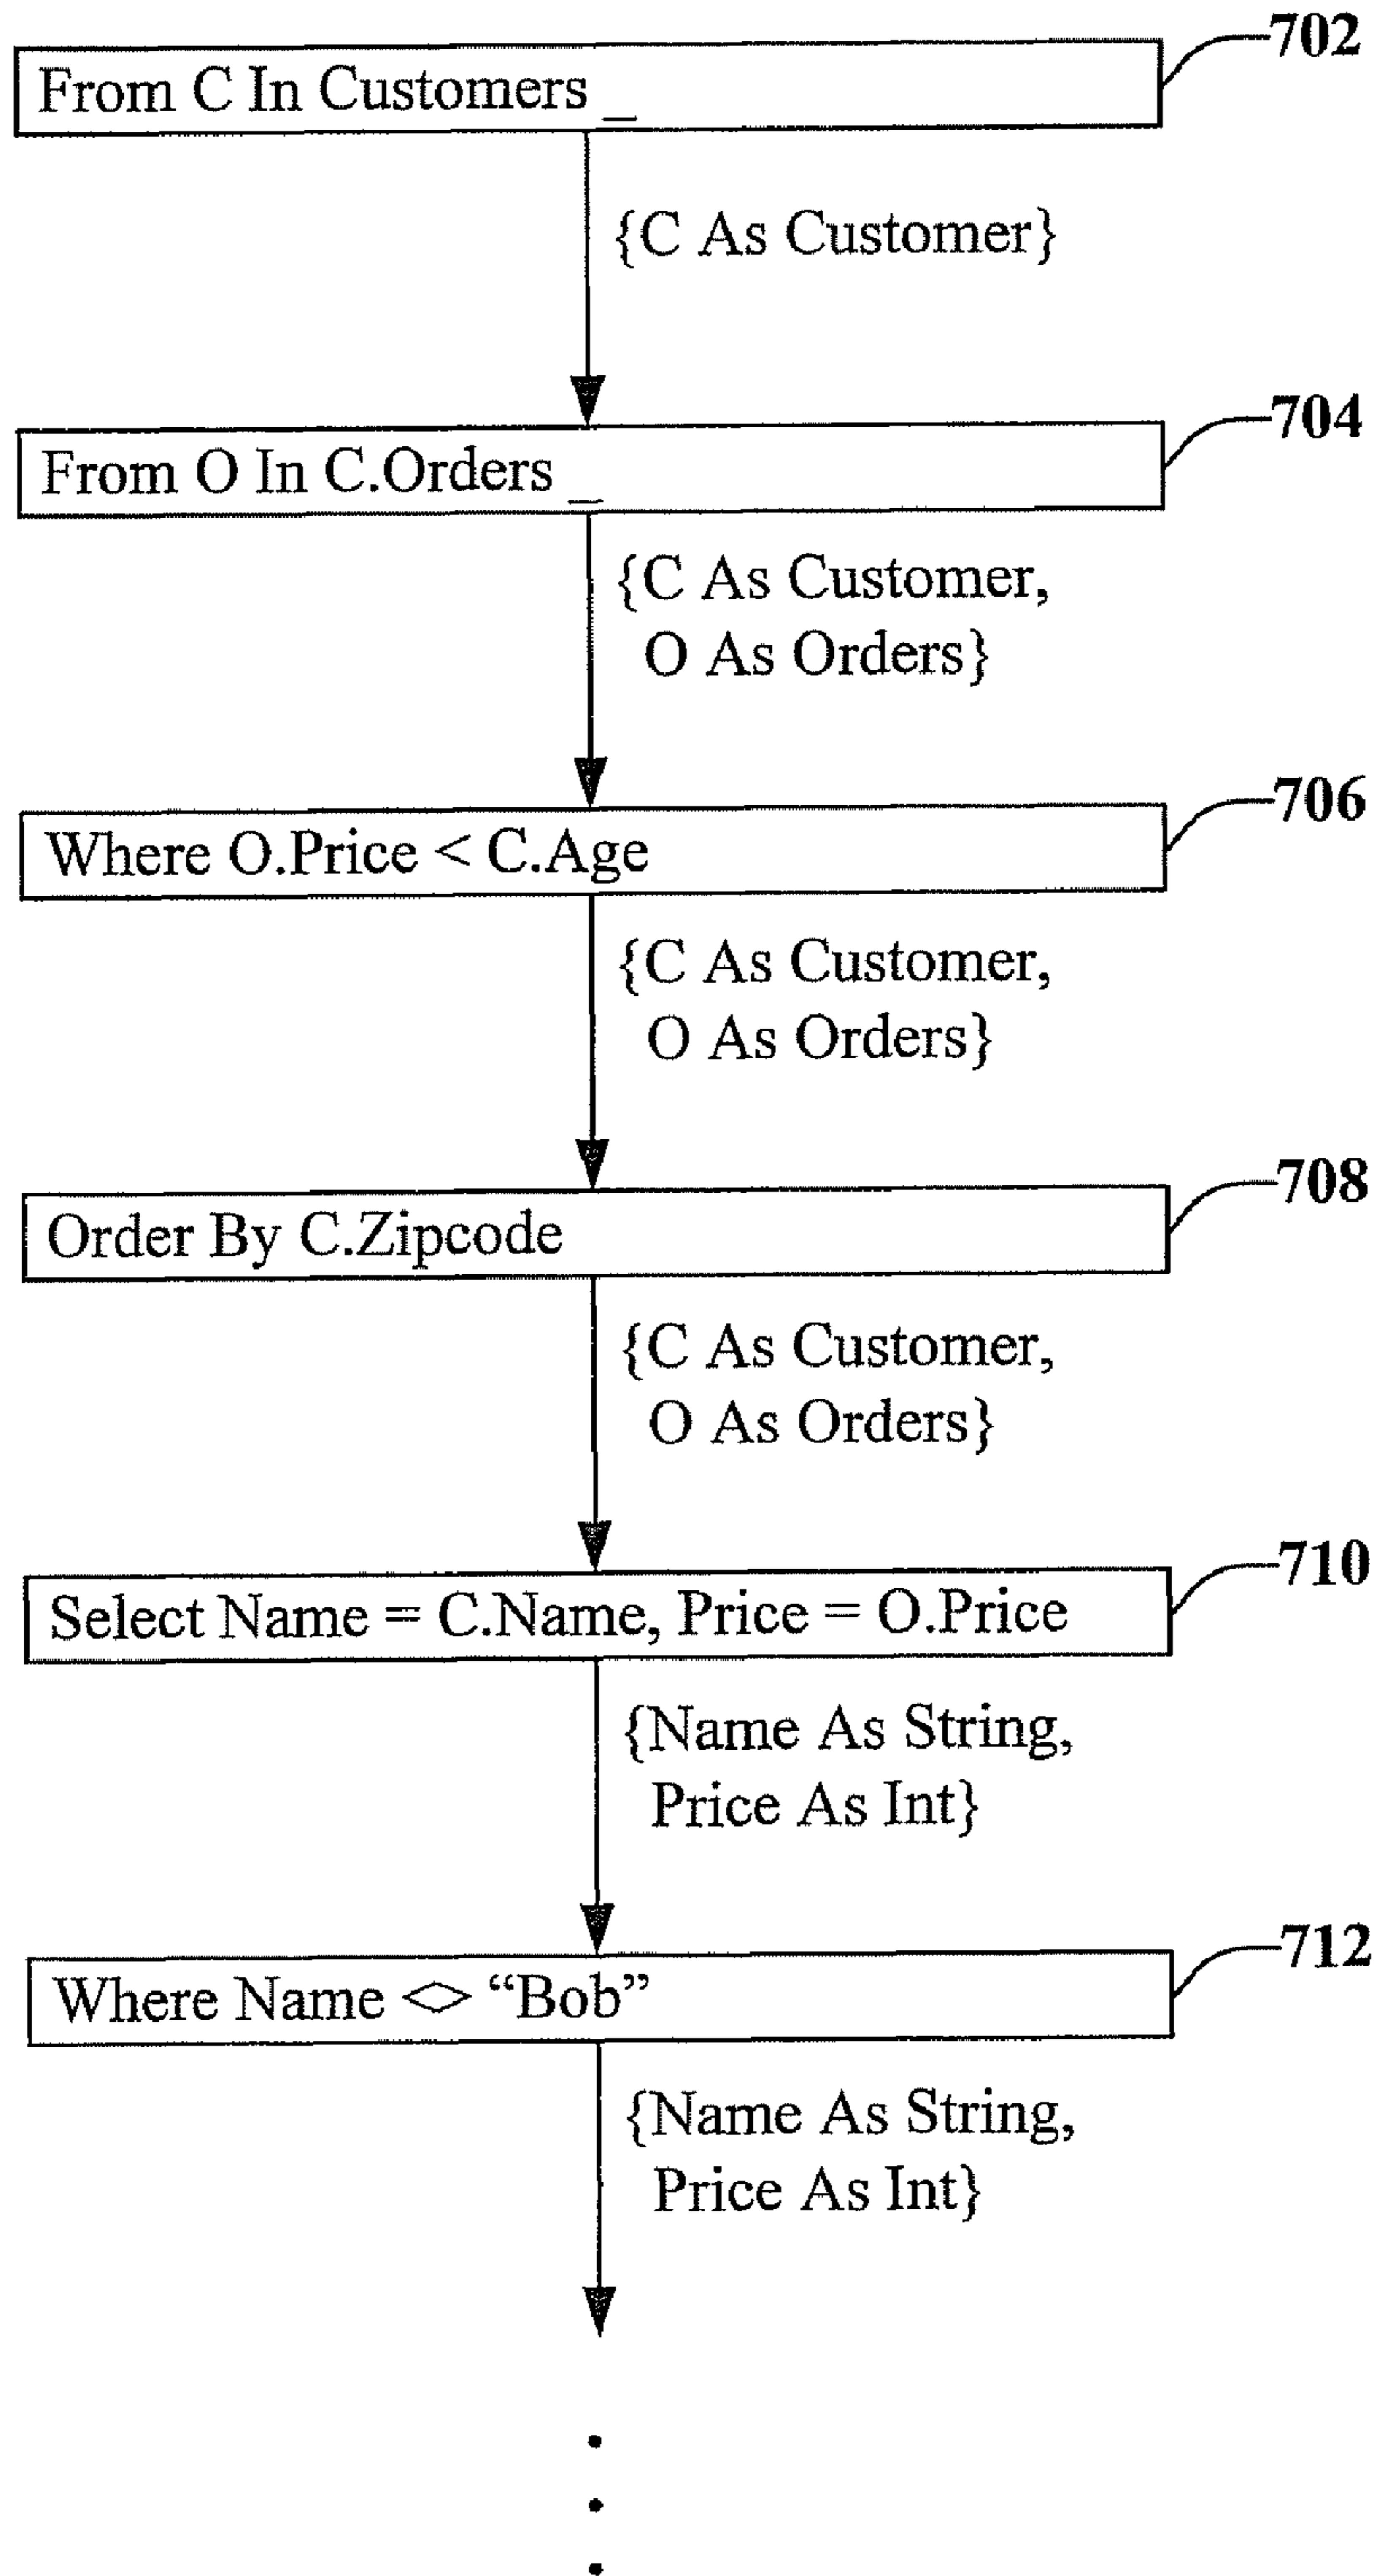 702
From C In Customers _
{C As Customer}
704
From O In C.Orders _
{C As Customer,
O As Orders}
706
Where O.Price < C.Age
{C As Customer,
O As Orders}
708
Order By C.Zipcode
{C As Customer,
O As Orders}
710
Select Name = C.Name, Price = O.Price
{Name As String,
Price As Int}
712
Where Name <> “Bob”
{Name As String,
Price As Int}